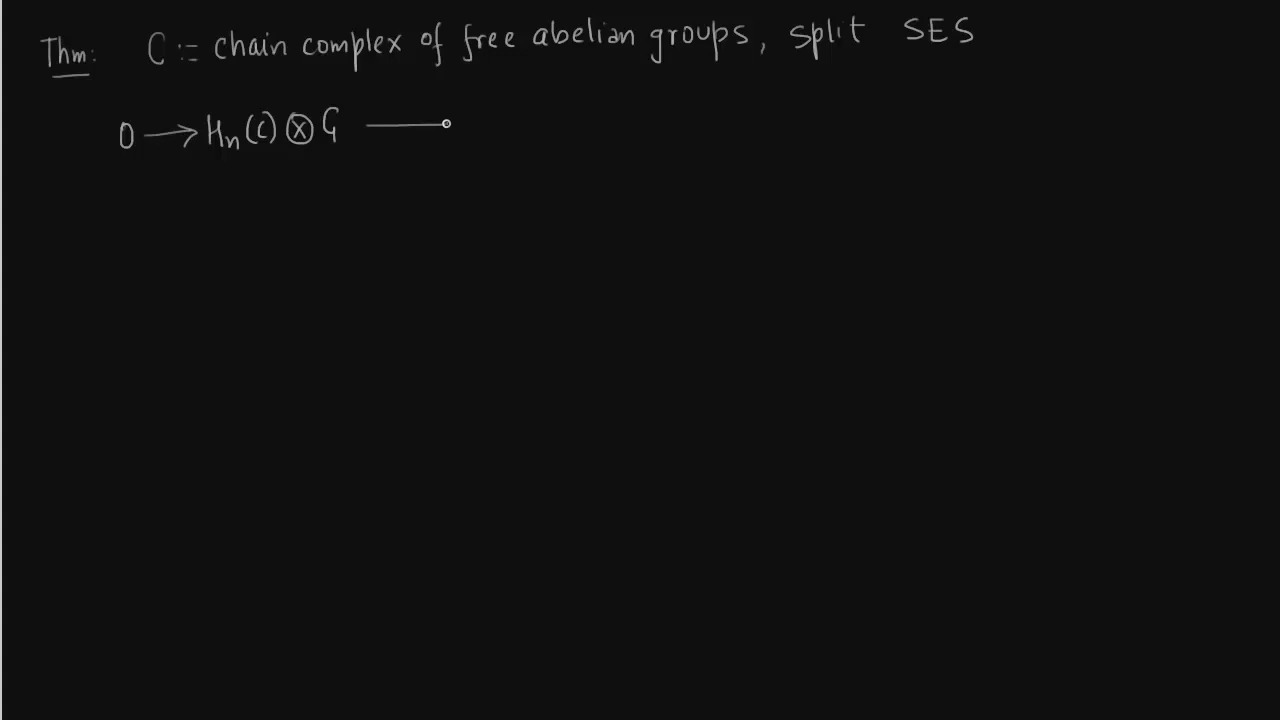 Thm: C := chain complex of free abelian groups, split SES
0 → Hn(C) ⊗ G —